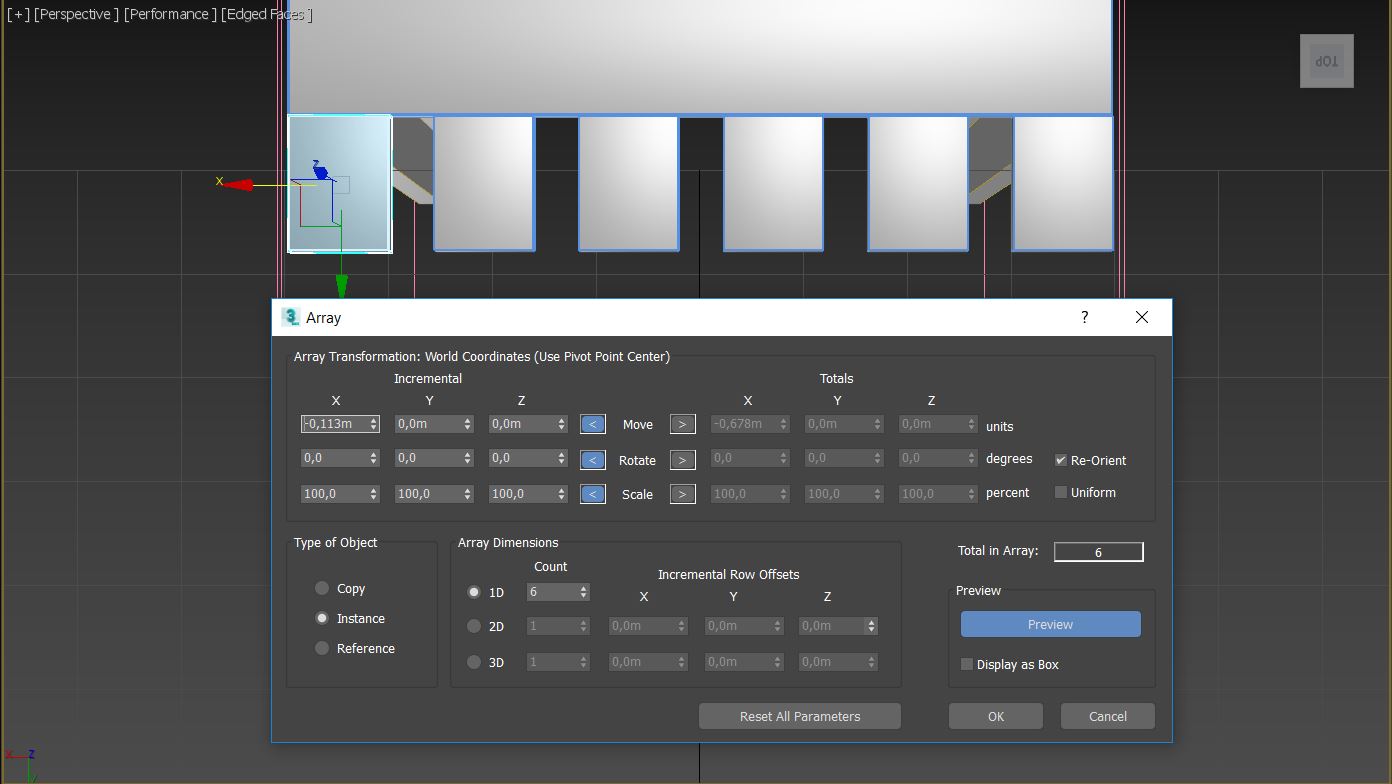 [+] [Perspective ] [Performance ] [Edged Faces ]
TOP
X
Z
Array
?
Array Transformation: World Coordinates (Use Pivot Point Center)
Incremental Totals
X Y Z X Y Z
-0,113m 0,0m 0,0m < Move > -0,678m 0,0m 0,0m units
0,0 0,0 0,0 < Rotate > 0,0 0,0 0,0 degrees Re-Orient
100,0 100,0 100,0 < Scale > 100,0 100,0 100,0 percent Uniform
Type of Object
Copy
Instance
Reference
Array Dimensions
Count
Incremental Row Offsets
X Y Z
1D 6
2D 1 0,0m 0,0m 0,0m
3D 1 0,0m 0,0m 0,0m
Total in Array: 6
Preview
Preview
Display as Box
Reset All Parameters OK Cancel
X Z
Y